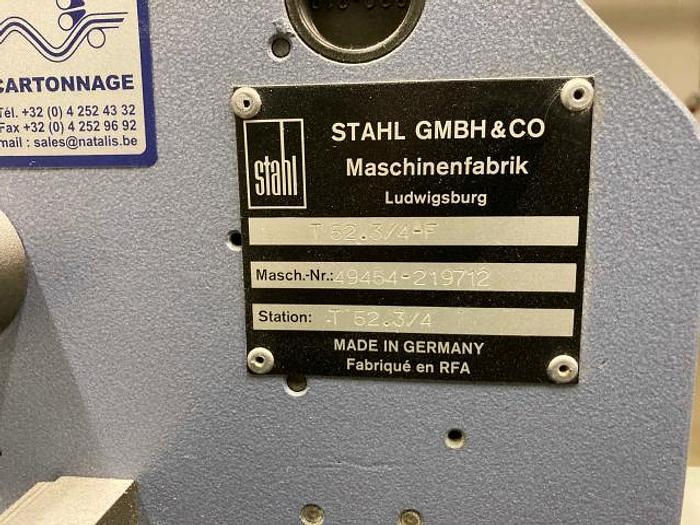 CARTONNAGE
Tél. +32 (0) 4 252 43 32
Fax +32 (0) 4 252 96 92
mail : sales@natalis.be
stahl
STAHL GMBH & CO
Maschinenfabrik
Ludwigsburg
T 52.3/4-F
Masch.-Nr.: 49454-219712
Station: T 52.3/4
MADE IN GERMANY
Fabriqué en RFA